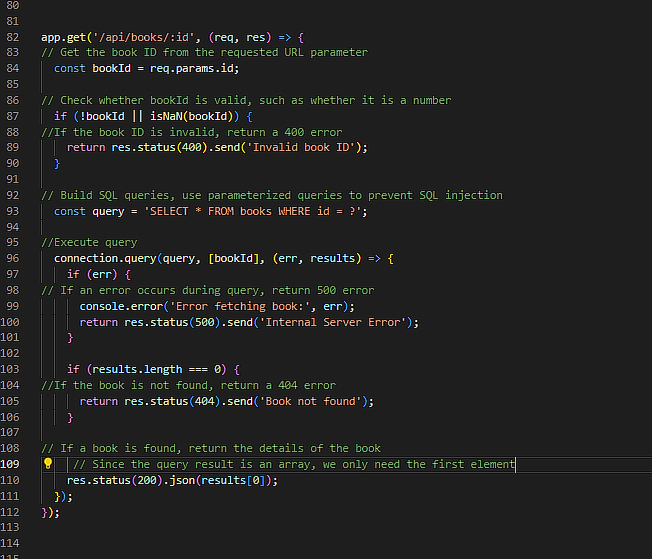 80
81
82 app.get('/api/books/:id', (req, res) => {
83 // Get the book ID from the requested URL parameter
84 const bookId = req.params.id;
85
86 // Check whether bookId is valid, such as whether it is a number
87 if (!bookId || isNaN(bookId)) {
88 //If the book ID is invalid, return a 400 error
89 return res.status(400).send('Invalid book ID');
90 }
91
92 // Build SQL queries, use parameterized queries to prevent SQL injection
93 const query = 'SELECT * FROM books WHERE id = ?';
94
95 //Execute query
96 connection.query(query, [bookId], (err, results) => {
97 if (err) {
98 // If an error occurs during query, return 500 error
99 console.error('Error fetching book:', err);
100 return res.status(500).send('Internal Server Error');
101 }
102
103 if (results.length === 0) {
104 //If the book is not found, return a 404 error
105 return res.status(404).send('Book not found');
106 }
107
108 // If a book is found, return the details of the book
109 // Since the query result is an array, we only need the first element
110 res.status(200).json(results[0]);
111 });
112 });
113
114
115